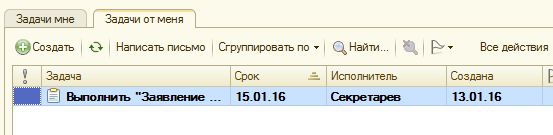 Задачи мне Задачи от меня
Создать Написать письмо Сгруппировать по Найти... Все действия
! Задача Срок Исполнитель Создана
Выполнить "Заявление ... 15.01.16 Секретарев 13.01.16